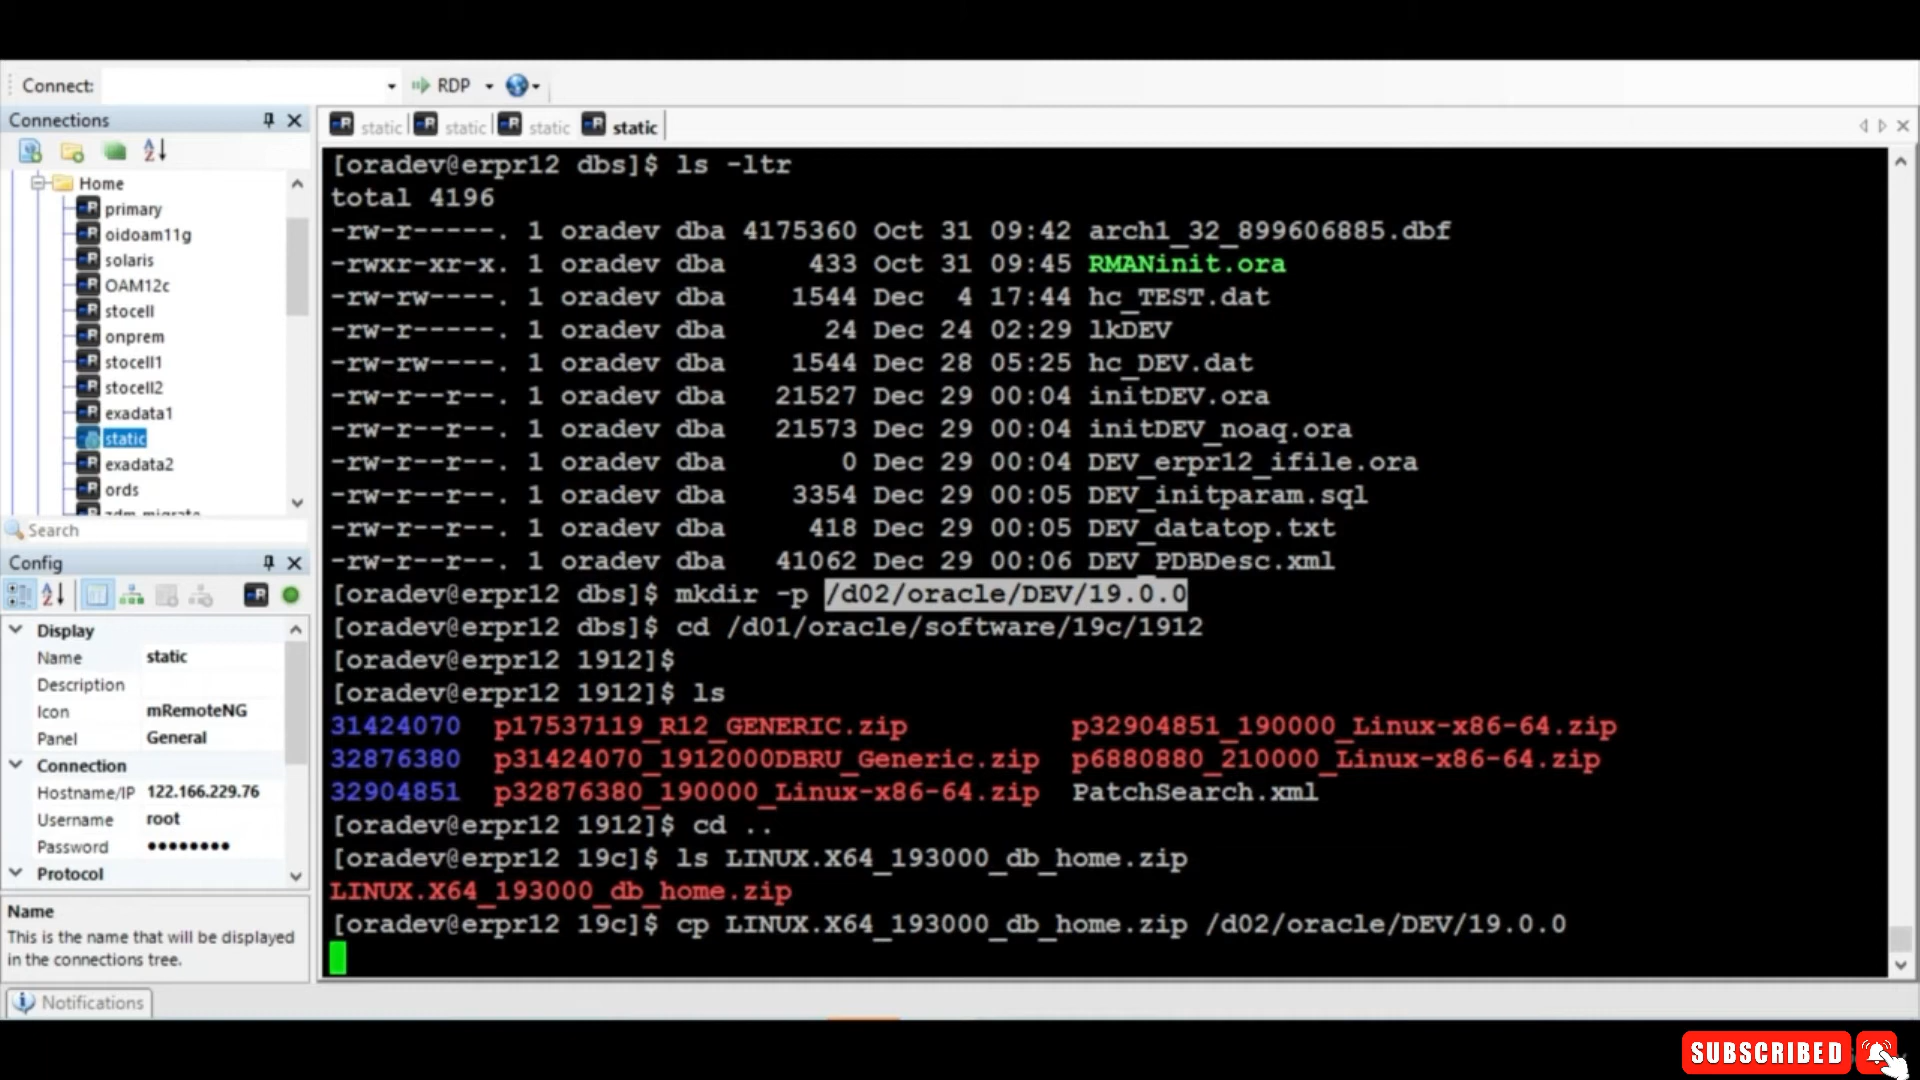 Connect:
RDP
Connections
Home
primary
oidoam11g
solaris
OAM12c
stocell
onprem
stocell1
stocell2
exadata1
static
exadata2
ords
zdm_migrate
Search
Config
Display
Name static
Description
Icon mRemoteNG
Panel General
Connection
Hostname/IP 122.166.229.76
Username root
Password ●●●●●●●●
Protocol
Name
This is the name that will be displayed
in the connections tree.
Notifications
static static static static
[oradev@erpr12 dbs]$ ls -ltr
total 4196
-rw-r-----. 1 oradev dba 4175360 Oct 31 09:42 arch1_32_899606885.dbf
-rwxr-xr-x. 1 oradev dba 433 Oct 31 09:45 RMANinit.ora
-rw-rw----. 1 oradev dba 1544 Dec 4 17:44 hc_TEST.dat
-rw-r-----. 1 oradev dba 24 Dec 24 02:29 lkDEV
-rw-rw----. 1 oradev dba 1544 Dec 28 05:25 hc_DEV.dat
-rw-r--r--. 1 oradev dba 21527 Dec 29 00:04 initDEV.ora
-rw-r--r--. 1 oradev dba 21573 Dec 29 00:04 initDEV_noaq.ora
-rw-r--r--. 1 oradev dba 0 Dec 29 00:04 DEV_erpr12_ifile.ora
-rw-r--r--. 1 oradev dba 3354 Dec 29 00:05 DEV_initparam.sql
-rw-r--r--. 1 oradev dba 418 Dec 29 00:05 DEV_datatop.txt
-rw-r--r--. 1 oradev dba 41062 Dec 29 00:06 DEV_PDBDesc.xml
[oradev@erpr12 dbs]$ mkdir -p /d02/oracle/DEV/19.0.0
[oradev@erpr12 dbs]$ cd /d01/oracle/software/19c/1912
[oradev@erpr12 1912]$
[oradev@erpr12 1912]$ ls
31424070 p17537119_R12_GENERIC.zip p32904851_190000_Linux-x86-64.zip
32876380 p31424070_1912000DBRU_Generic.zip p6880880_210000_Linux-x86-64.zip
32904851 p32876380_190000_Linux-x86-64.zip PatchSearch.xml
[oradev@erpr12 1912]$ cd ..
[oradev@erpr12 19c]$ ls LINUX.X64_193000_db_home.zip
LINUX.X64_193000_db_home.zip
[oradev@erpr12 19c]$ cp LINUX.X64_193000_db_home.zip /d02/oracle/DEV/19.0.0
SUBSCRIBED